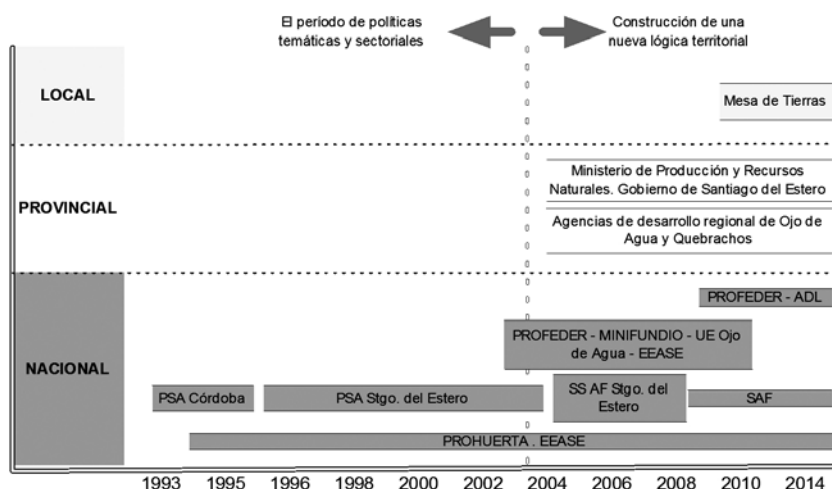 El período de políticas
temáticas y sectoriales
Construcción de una
nueva lógica territorial
LOCAL
Mesa de Tierras
PROVINCIAL
Ministerio de Producción y Recursos
Naturales. Gobierno de Santiago del Estero
Agencias de desarrollo regional de Ojo de
Agua y Quebrachos
NACIONAL
PROFEDER - ADL
PROFEDER - MINIFUNDIO - UE Ojo
de Agua - EEASE
PSA Córdoba
PSA Stgo. del Estero
SS AF Stgo. del
Estero
SAF
PROHUERTA . EEASE
1993 1995 1996 1998 2000 2002 2004 2006 2008 2010 2014